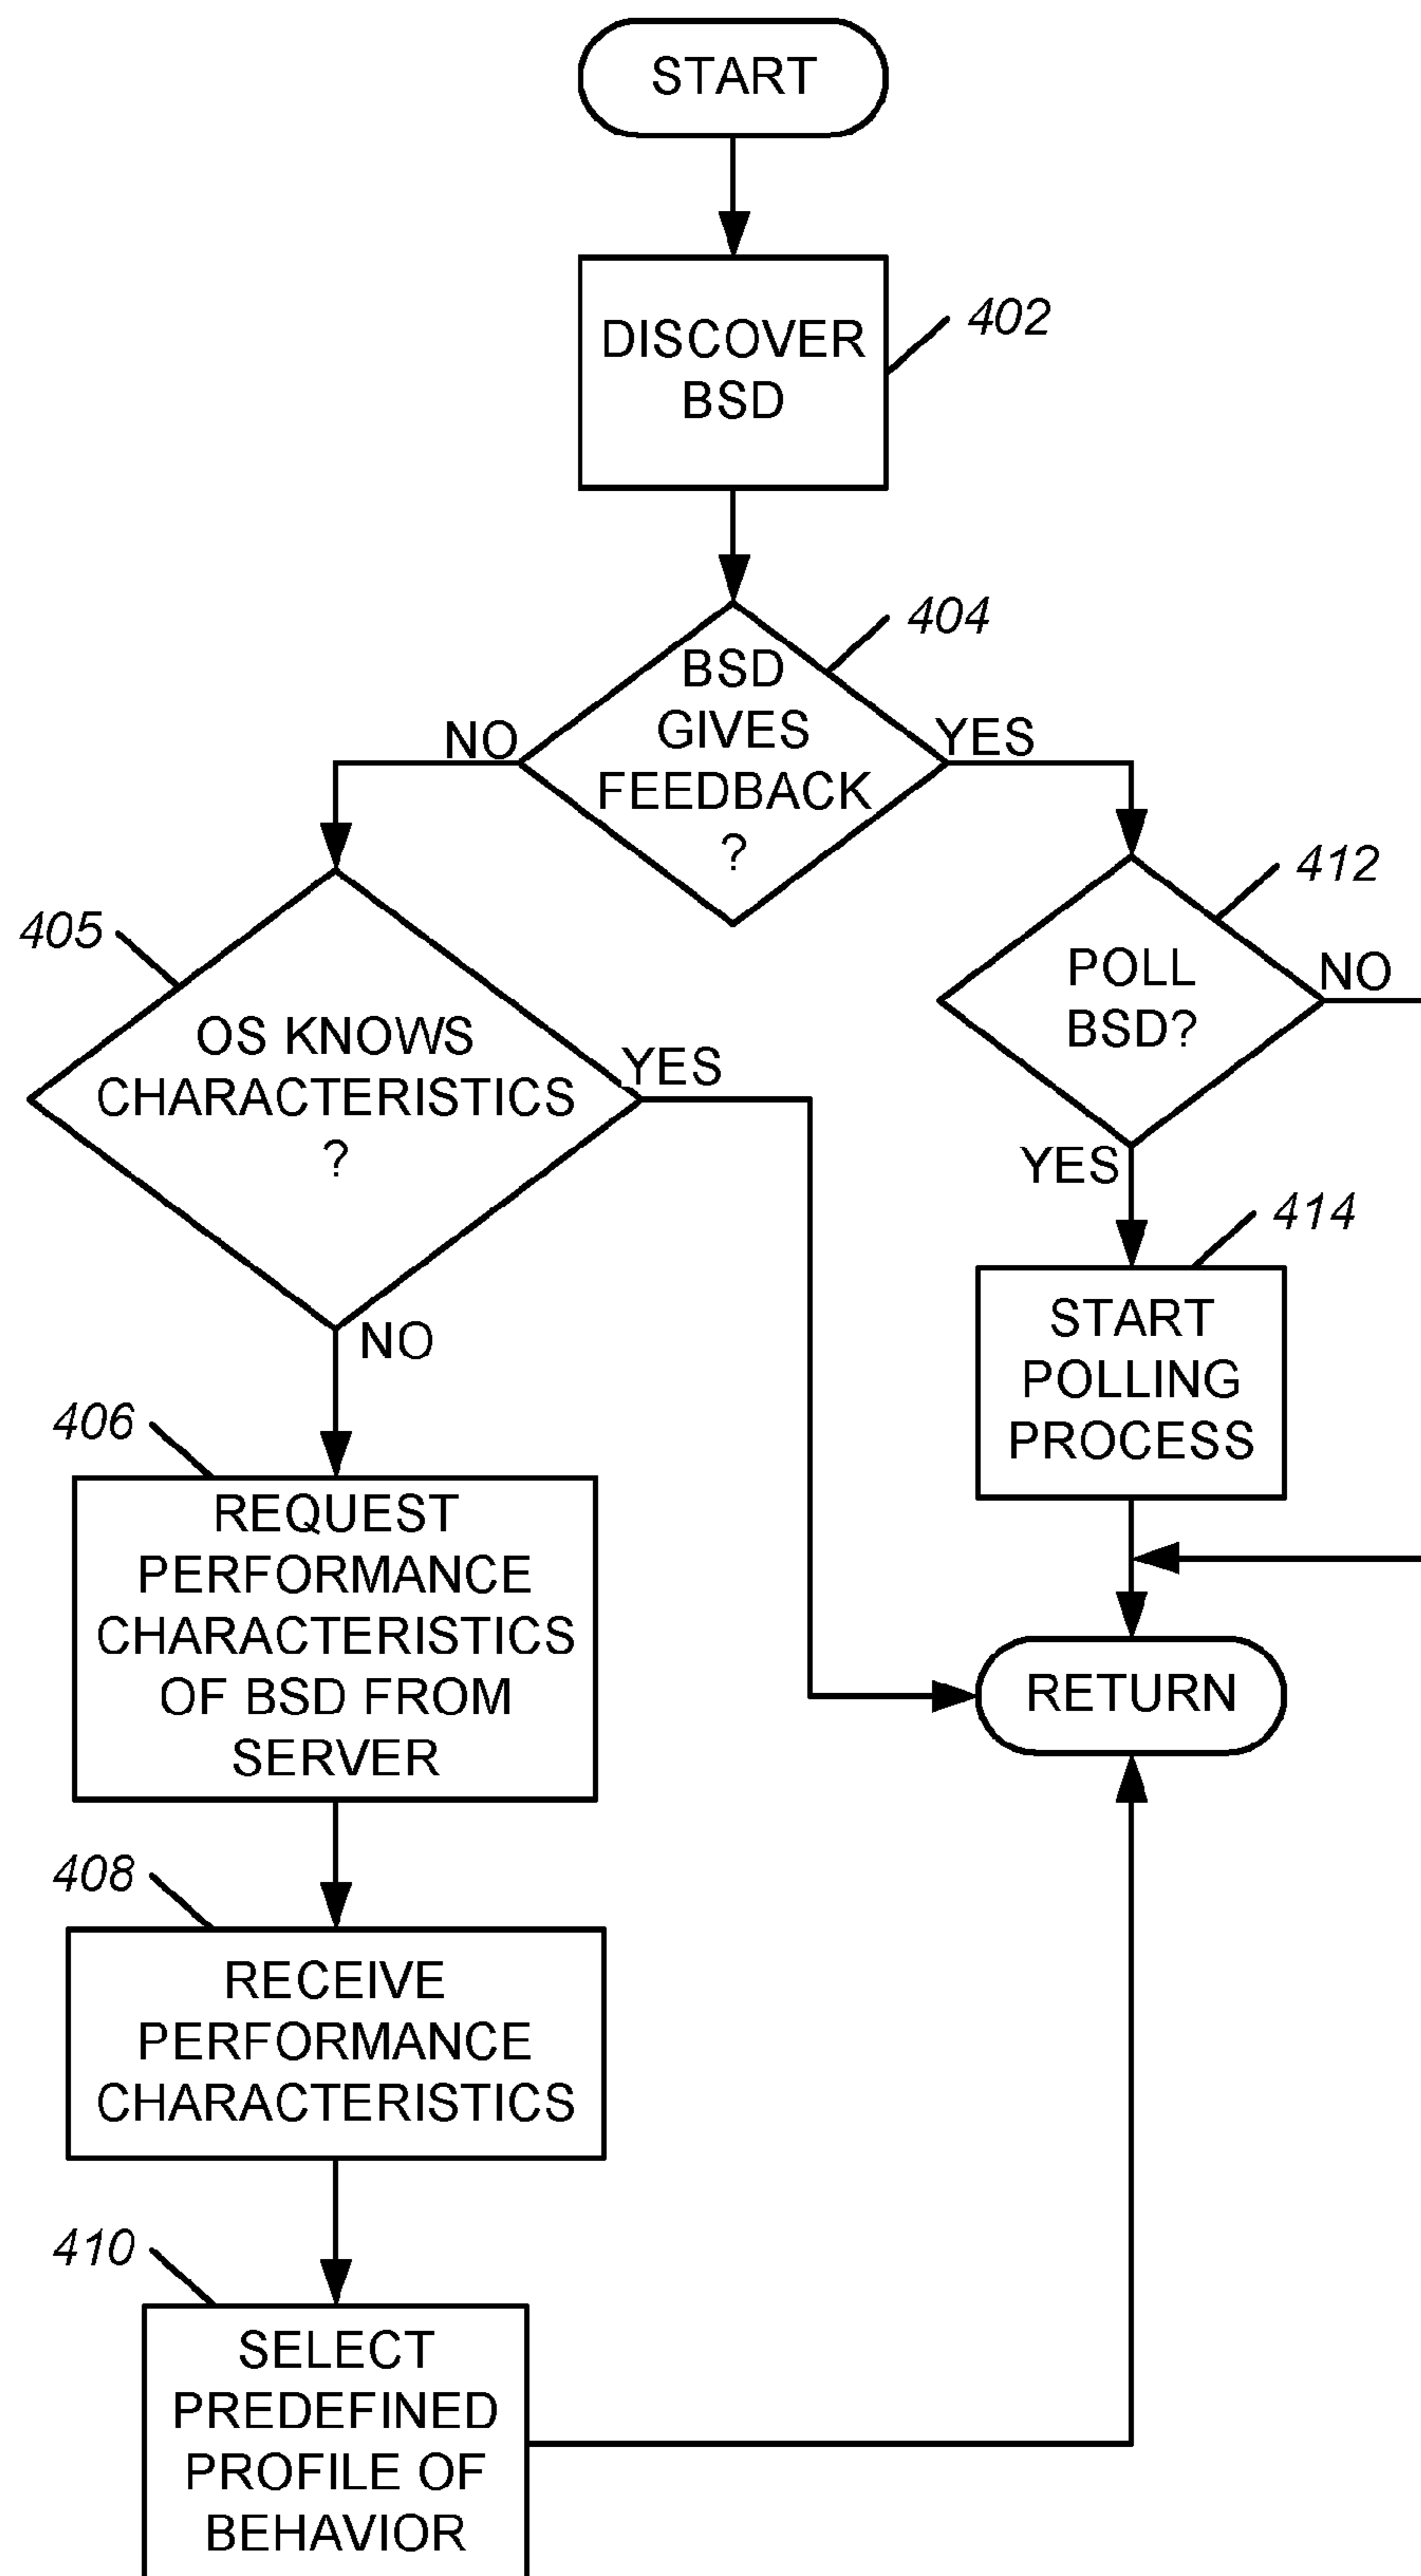 START
DISCOVER
BSD
402
BSD
GIVES
FEEDBACK
?
404
NO
YES
405
OS KNOWS
CHARACTERISTICS
?
YES
NO
412
POLL
BSD?
NO
YES
414
START
POLLING
PROCESS
406
REQUEST
PERFORMANCE
CHARACTERISTICS
OF BSD FROM
SERVER
RETURN
408
RECEIVE
PERFORMANCE
CHARACTERISTICS
410
SELECT
PREDEFINED
PROFILE OF
BEHAVIOR